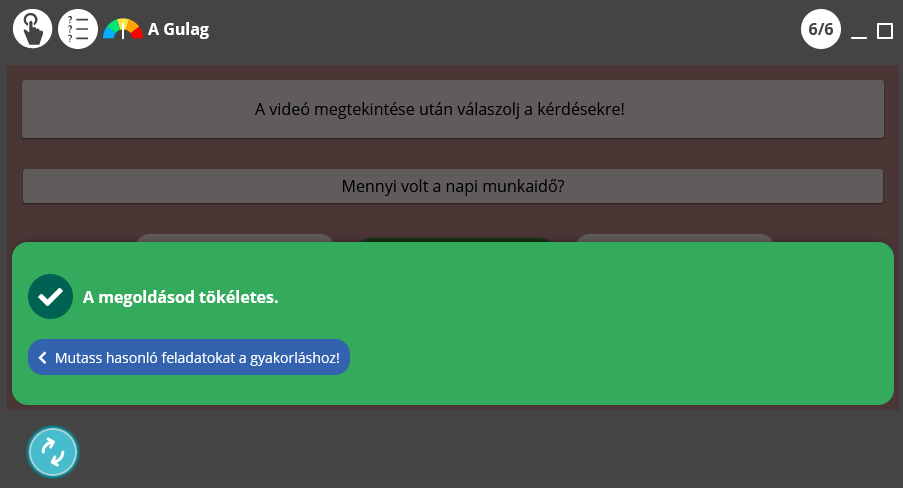 A Gulag
6/6
A videó megtekintése után válaszolj a kérdésekre!
Mennyi volt a napi munkaidő?
A megoldásod tökéletes.
Mutass hasonló feladatokat a gyakorláshoz!